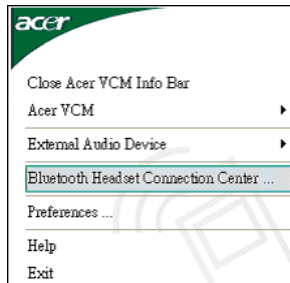 acer
Close Acer VCM Info Bar
Acer VCM
External Audio Device
Bluetooth Headset Connection Center ...
Preferences ...
Help
Exit